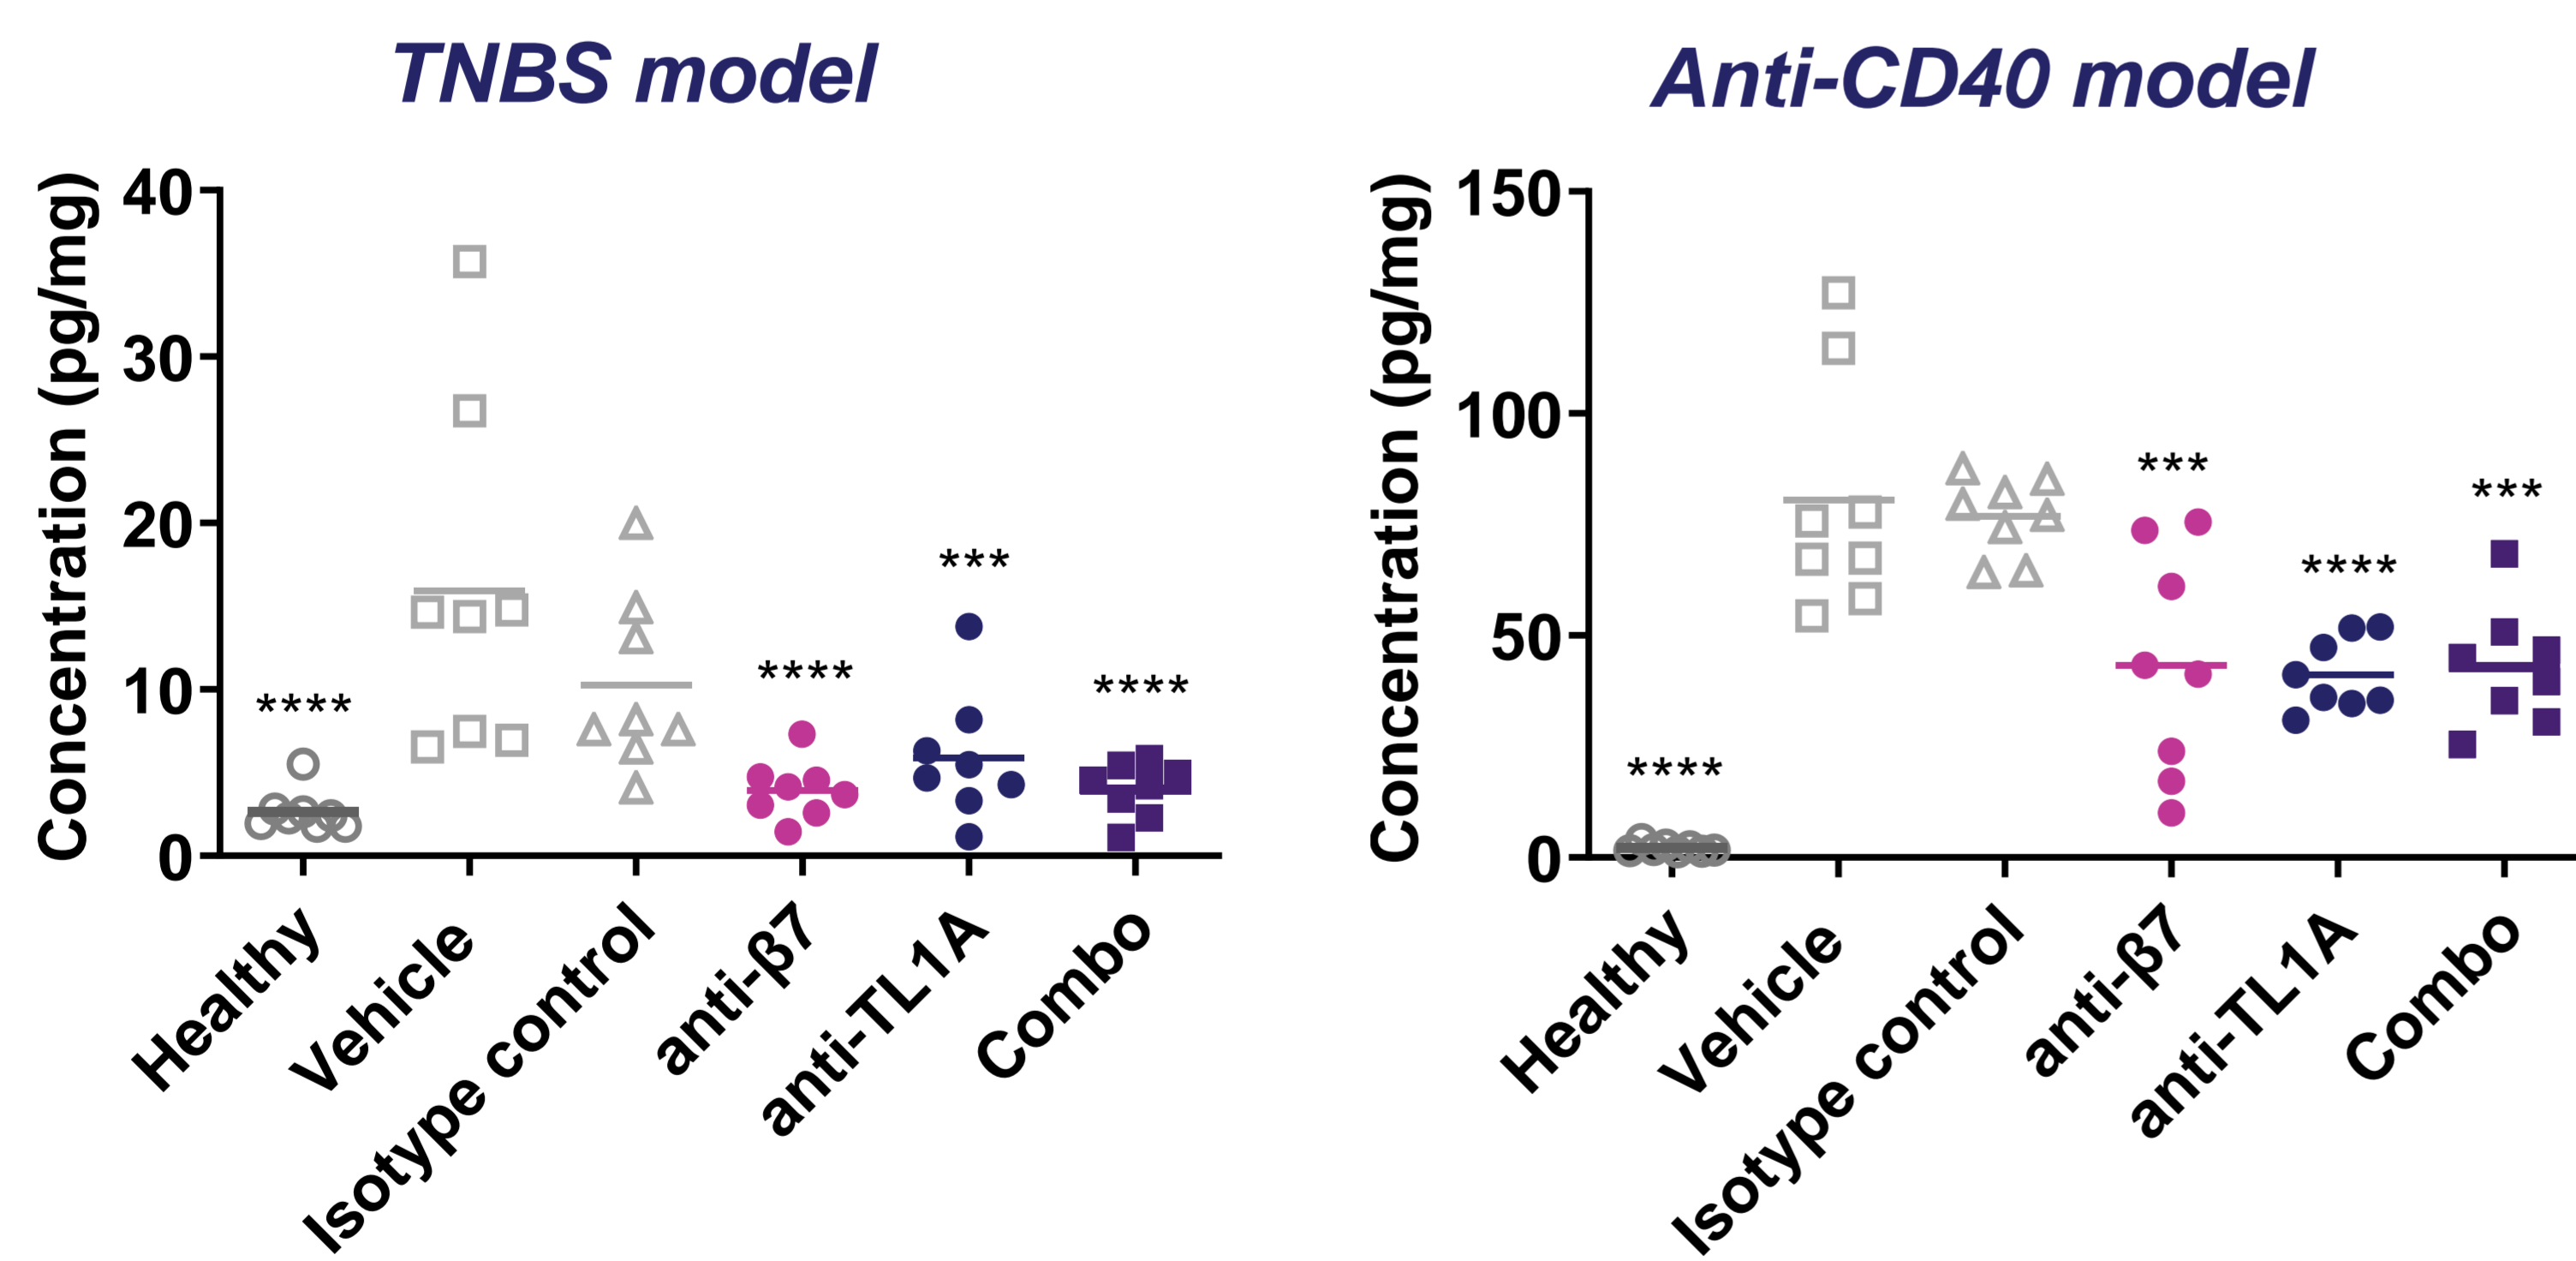 TNBS model
Concentration (pg/mg)
40
30
20
10
0
****
****
***
****
Healthy
Vehicle
Isotype control
anti-β7
anti-TL1A
Combo
Anti-CD40 model
Concentration (pg/mg)
150
100
50
0
****
***
****
***
Healthy
Vehicle
Isotype control
anti-β7
anti-TL1A
Combo